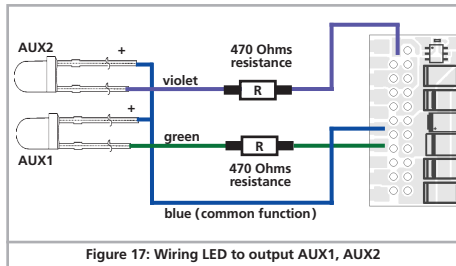 AUX2
+
470 Ohms
resistance
violet
R
+
green
R
AUX1
470 Ohms
resistance
blue (common function)
Figure 17: Wiring LED to output AUX1, AUX2